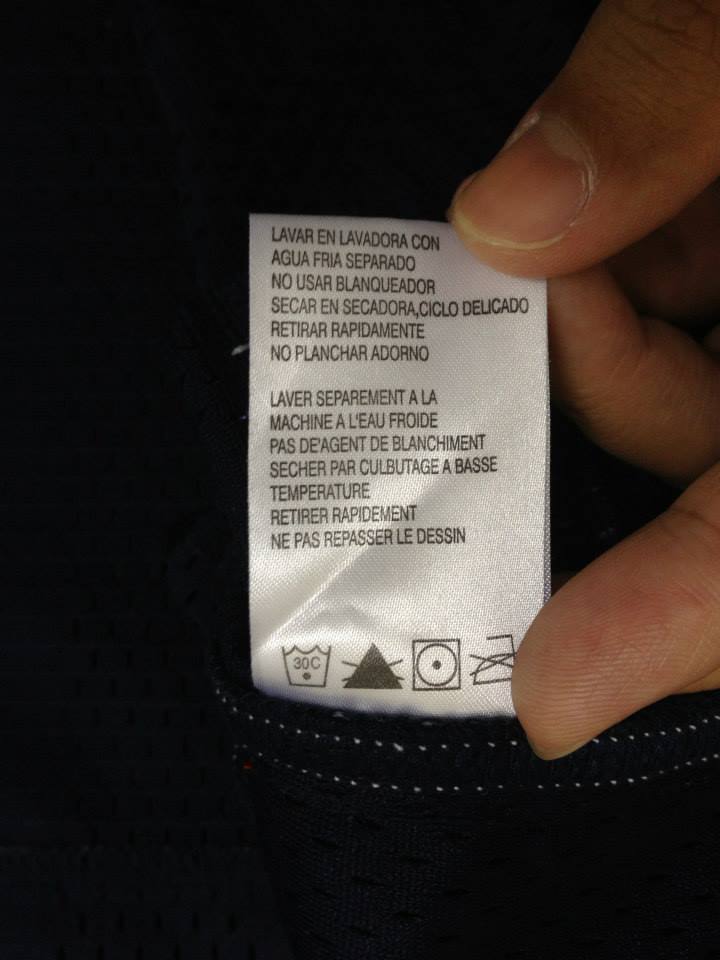 LAVAR EN LAVADORA CON
AGUA FRIA SEPARADO
NO USAR BLANQUEADOR
SECAR EN SECADORA,CICLO DELICADO
RETIRAR RAPIDAMENTE
NO PLANCHAR ADORNO
LAVER SEPAREMENT A LA
MACHINE A L'EAU FROIDE
PAS DE'AGENT DE BLANCHIMENT
SECHER PAR CULBUTAGE A BASSE
TEMPERATURE
RETIRER RAPIDEMENT
NE PAS REPASSER LE DESSIN
30C